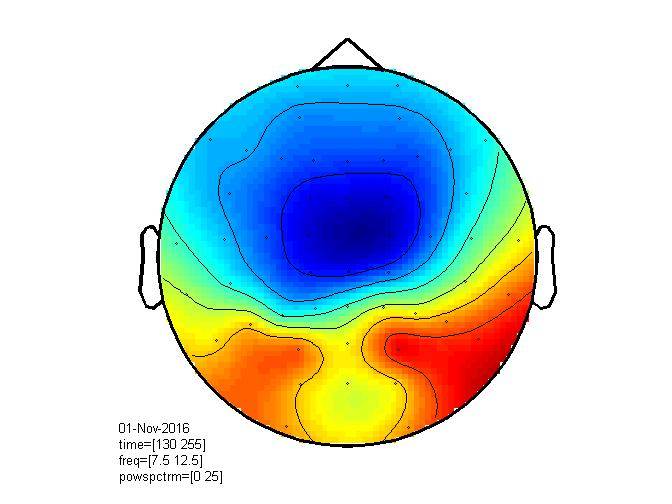 01-Nov-2016
time=[130 255]
freq=[7.5 12.5]
powspctrm=[0 25]